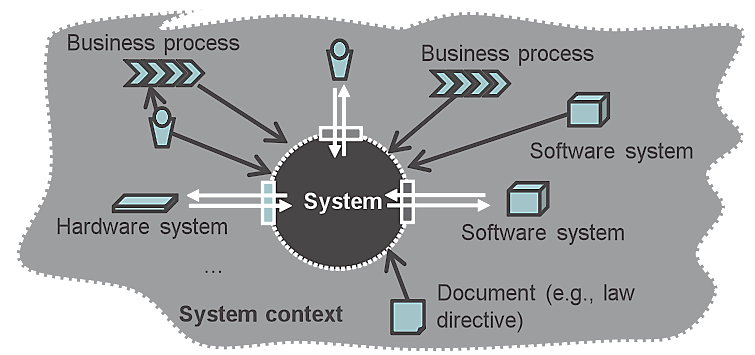 Business process
Business process
Software system
System
Hardware system
Software system
...
Document (e.g., law
directive)
System context